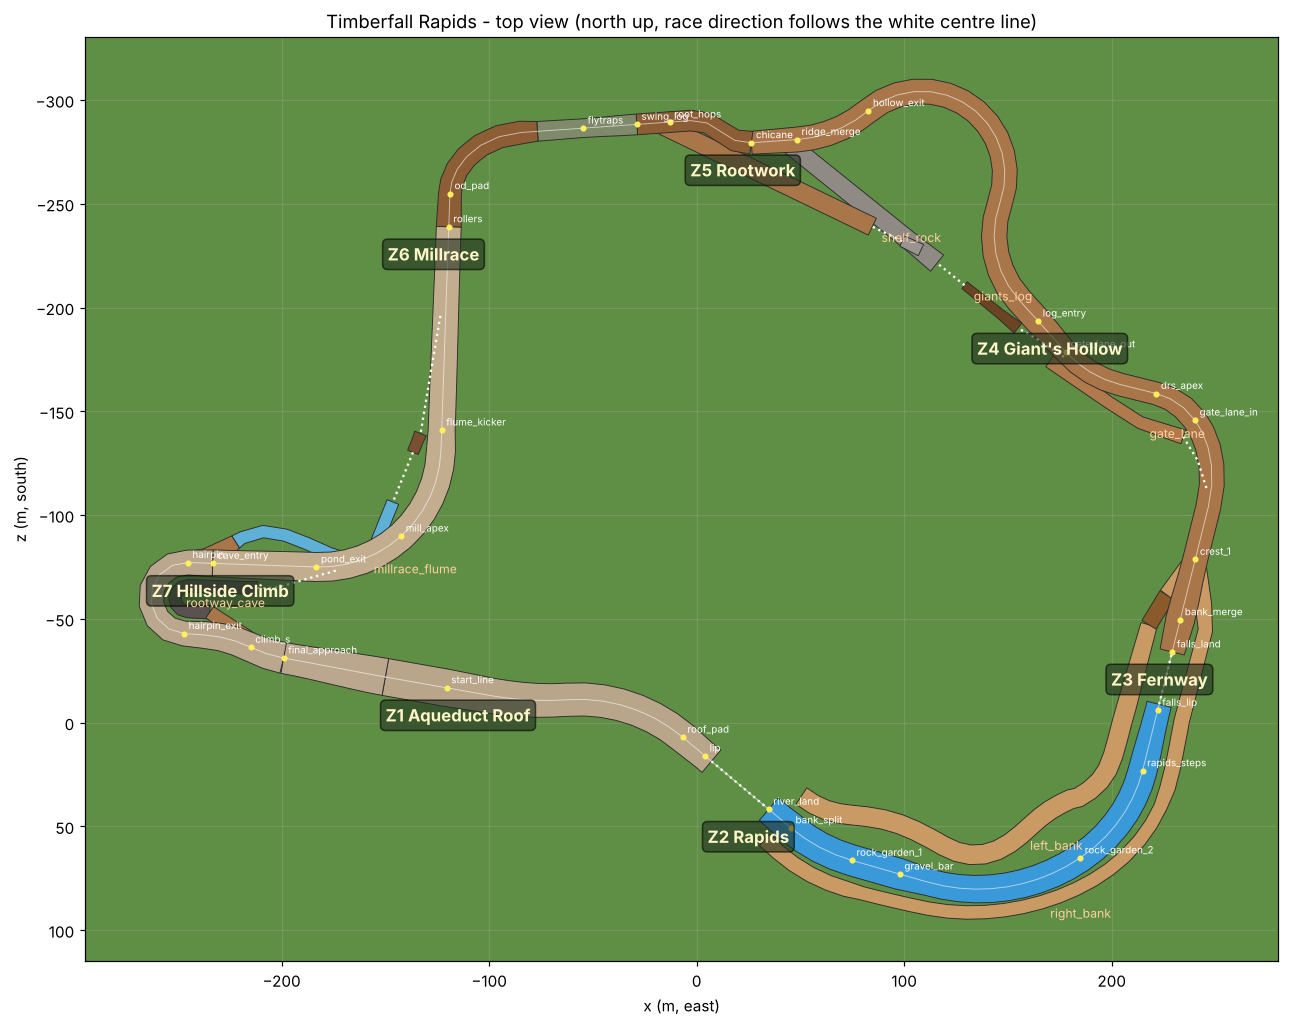 Timberfall Rapids - top view (north up, race direction follows the white centre line)
−300
−250
−200
−150
−100
−50
0
50
100
z (m, south)
hollow_exit
flytraps
swing_log
root_hops
chicane
ridge_merge
Z5 Rootwork
od_pad
rollers
Z6 Millrace
shelf_rock
giants_log
log_entry
Z4 Giant's Hollow
drs_apex
gate_lane_in
gate_lane
flume_kicker
mill_apex
hairpin
cave_entry
pond_exit
millrace_flume
Z7 Hillside Climb
rootway_cave
hairpin_exit
climb_s
final_approach
start_line
Z1 Aqueduct Roof
roof_pad
lip
crest_1
bank_merge
falls_land
Z3 Fernway
falls_lip
rapids_steps
river_land
bank_split
Z2 Rapids
rock_garden_1
gravel_bar
left_bank
rock_garden_2
right_bank
−200
−100
0
100
200
x (m, east)